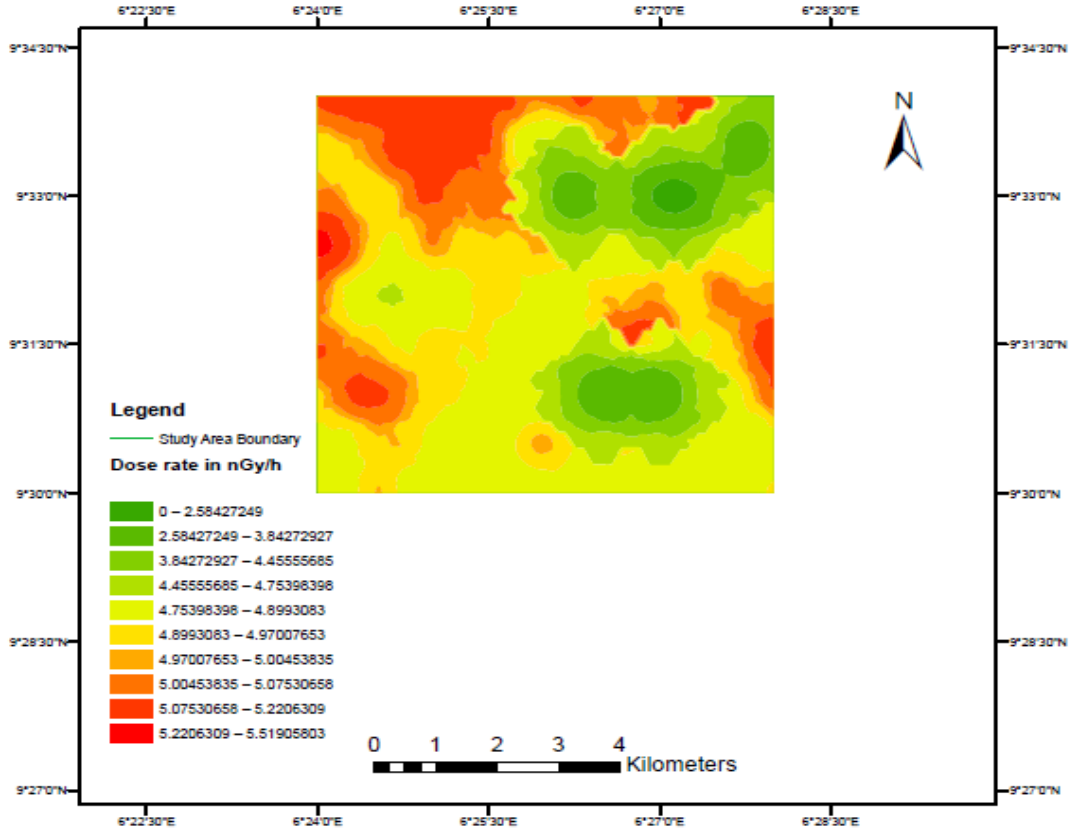 6°22'30"E 6°24'0"E 6°25'30"E 6°27'0"E 6°28'30"E
9°34'30"N 9°34'30"N
N
9°33'0"N 9°33'0"N
9°31'30"N 9°31'30"N
Legend
Study Area Boundary
Dose rate in nGy/h
9°30'0"N 9°30'0"N
0 – 2.58427249
2.58427249 – 3.84272927
3.84272927 – 4.45555685
4.45555685 – 4.75398398
4.75398398 – 4.8993083
4.8993083 – 4.97007653
9°28'30"N 9°28'30"N
4.97007653 – 5.00453835
5.00453835 – 5.07530658
5.07530658 – 5.2206309
5.2206309 – 5.51905803
0 1 2 3 4
Kilometers
9°27'0"N 9°27'0"N
6°22'30"E 6°24'0"E 6°25'30"E 6°27'0"E 6°28'30"E